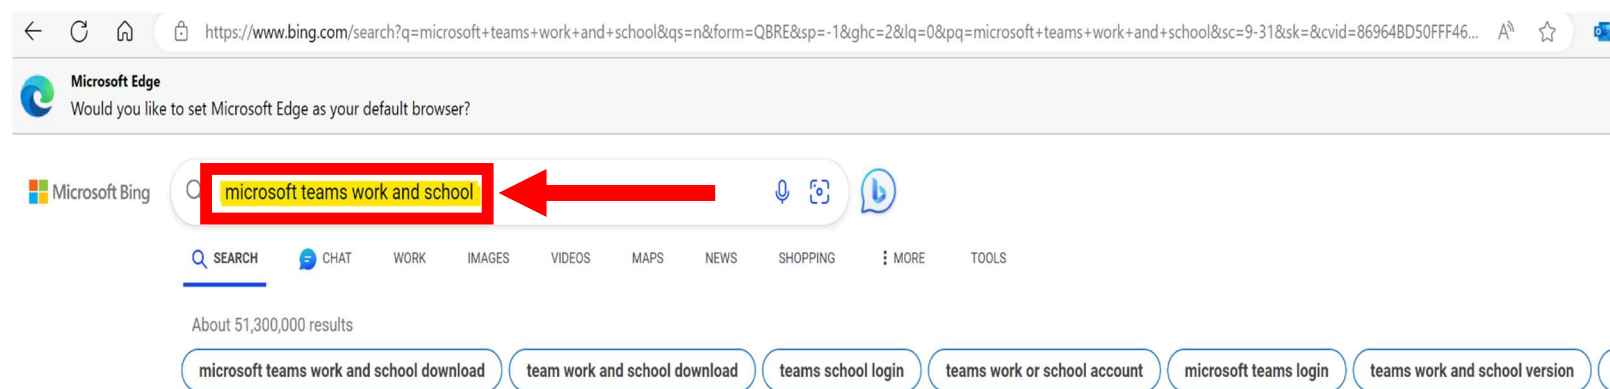 https://www.bing.com/search?q=microsoft+teams+work+and+school&qs=n&form=QBRE&sp=-1&ghc=2&lq=0&pq=microsoft+teams+work+and+school&sc=9-31&sk=&cvid=86964BD50FFF46...
Microsoft Edge
Would you like to set Microsoft Edge as your default browser?
Microsoft Bing
microsoft teams work and school
SEARCH CHAT WORK IMAGES VIDEOS MAPS NEWS SHOPPING MORE TOOLS
About 51,300,000 results
microsoft teams work and school download team work and school download teams school login teams work or school account microsoft teams login teams work and school version